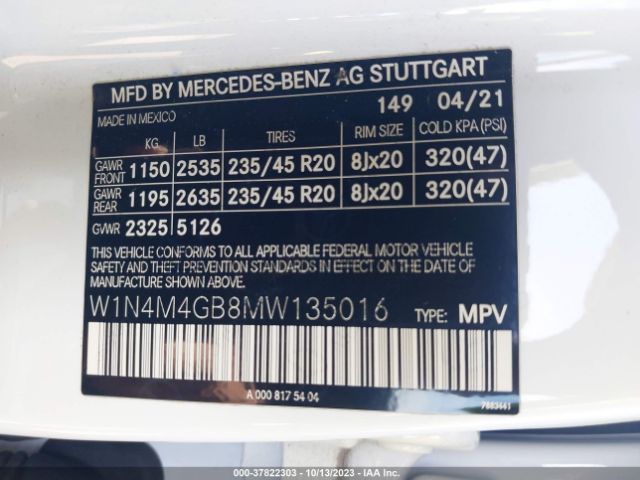 MFD BY MERCEDES-BENZ AG STUTTGART
149 04/21
MADE IN MEXICO
KG LB TIRES RIM SIZE COLD KPA (PSI)
GAWR FRONT 1150 2535 235/45 R20 8Jx20 320(47)
GAWR REAR 1195 2635 235/45 R20 8Jx20 320(47)
GVWR 2325 5126
THIS VEHICLE CONFORMS TO ALL APPLICABLE FEDERAL MOTOR VEHICLE
SAFETY AND THEFT PREVENTION STANDARDS IN EFFECT ON THE DATE OF
MANUFACTURE SHOWN ABOVE.
W1N4M4GB8MW135016 TYPE: MPV
A 000 817 54 04
7883441
000-37822303 - 10/13/2023 - IAA Inc.